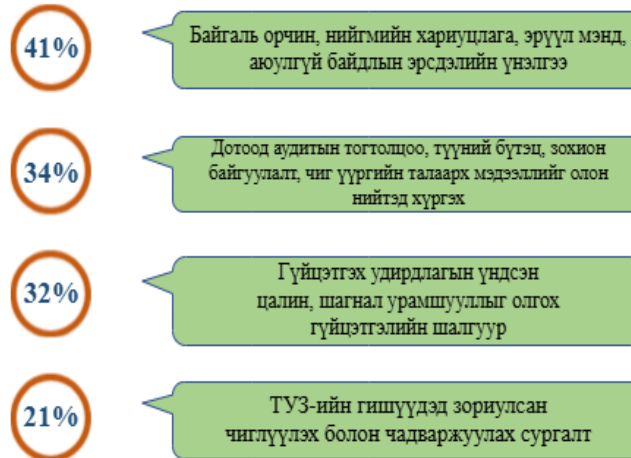 41%
Байгаль орчин, нийгмийн хариуцлага, эрүүл мэнд,
аюулгүй байдлын эрсдэлийн үнэлгээ
34%
Дотоод аудитын тогтолцоо, түүний бүтэц, зохион
байгуулалт, чиг үүргийн талаарх мэдээллийг олон
нийтэд хүргэх
32%
Гүйцэтгэх удирдлагын үндсэн
цалин, шагнал урамшууллыг олгох
гүйцэтгэлийн шалгуур
21%
ТУЗ-ийн гишүүдэд зориулсан
чиглүүлэх болон чадваржуулах сургалт